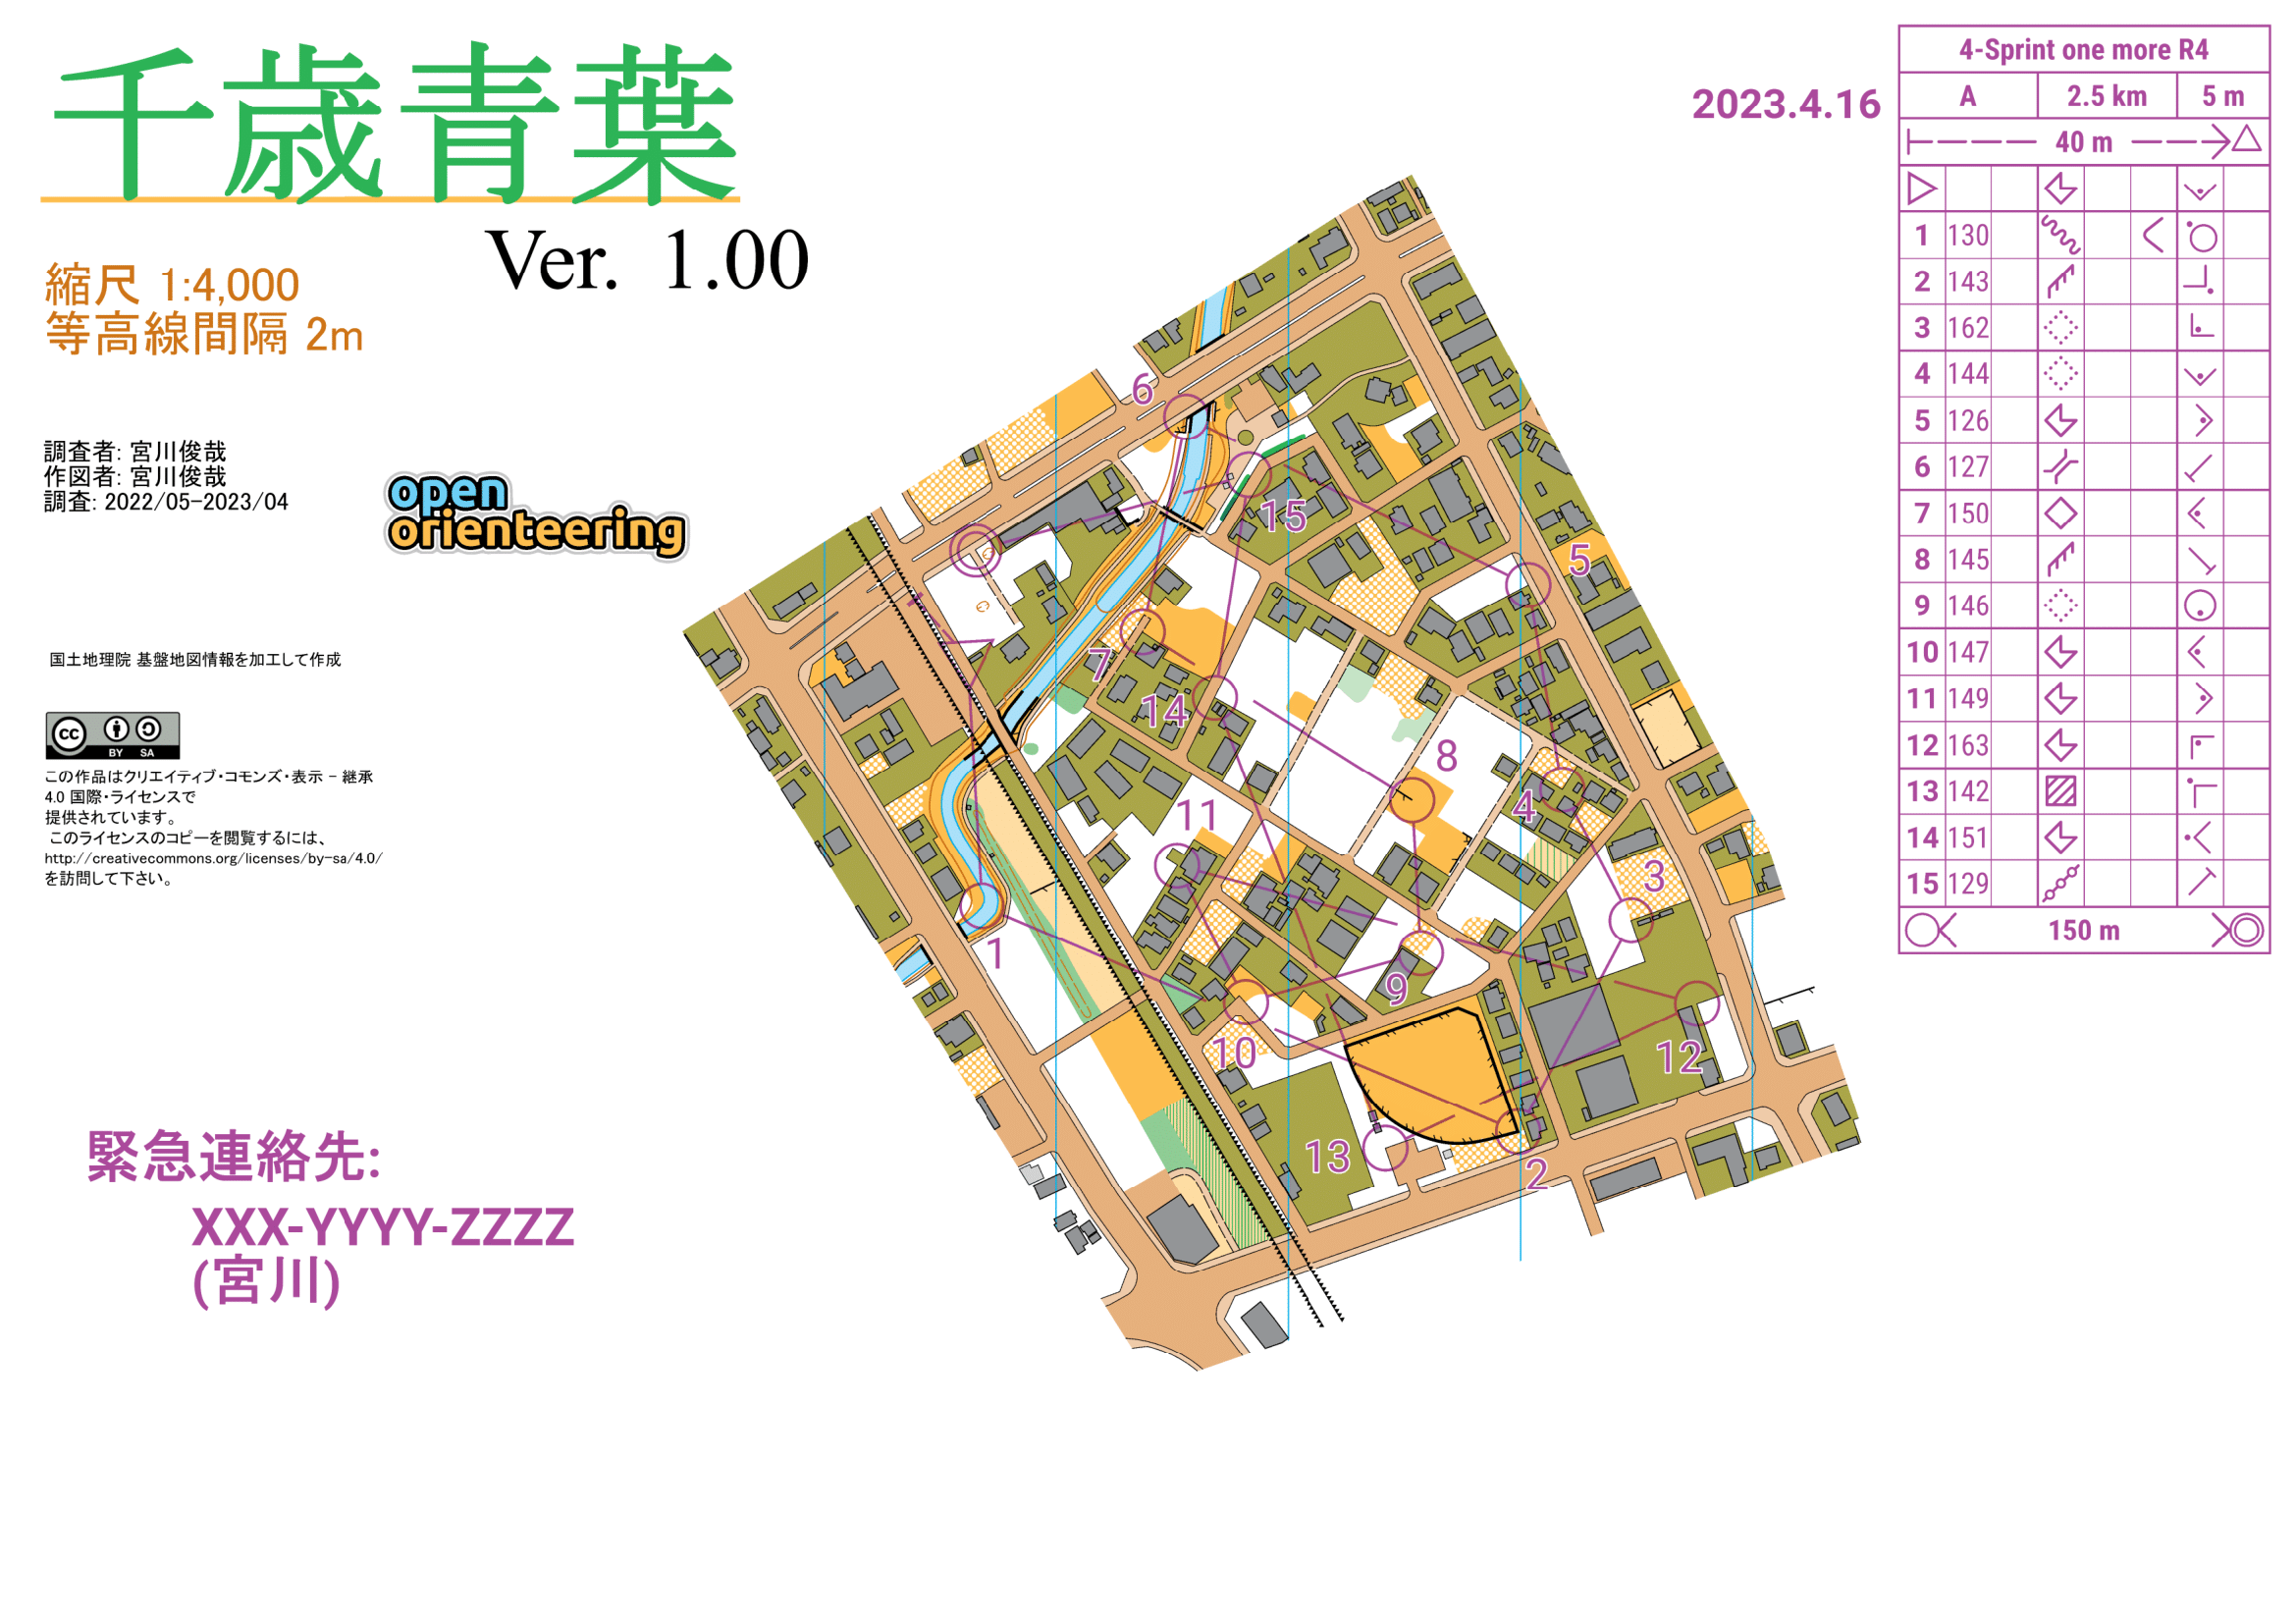 千歳青葉
Ver. 1.00
縮尺 1:4,000
等高線間隔 2m
調査者: 宮川俊哉
作図者: 宮川俊哉
調査: 2022/05-2023/04
open
orienteering
国土地理院 基盤地図情報を加工して作成
cc BY SA
この作品はクリエイティブ・コモンズ・表示 - 継承
4.0 国際・ライセンスで
提供されています。
このライセンスのコピーを閲覧するには、
http://creativecommons.org/licenses/by-sa/4.0/
を訪問して下さい。
緊急連絡先:
XXX-YYYY-ZZZZ
(宮川)
2023.4.16
4-Sprint one more R4
A 2.5 km 5 m
40 m
1 130
2 143
3 162
4 144
5 126
6 127
7 150
8 145
9 146
10 147
11 149
12 163
13 142
14 151
15 129
150 m
6
15
5
7
14
8
4
11
3
1
9
10
12
13
2